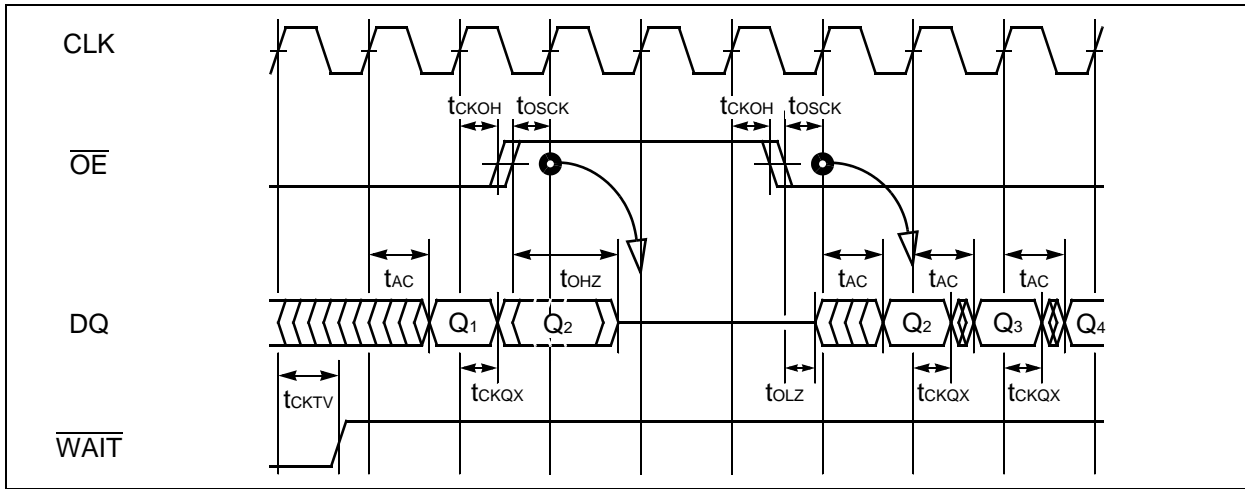 CLK
tCKOH tOSCK tCKOH tOSCK
OE
tAC tOHZ tAC tAC tAC
DQ Q1 Q2 Q2 Q3 Q4
tCKTV tCKQX tOLZ tCKQX tCKQX
WAIT